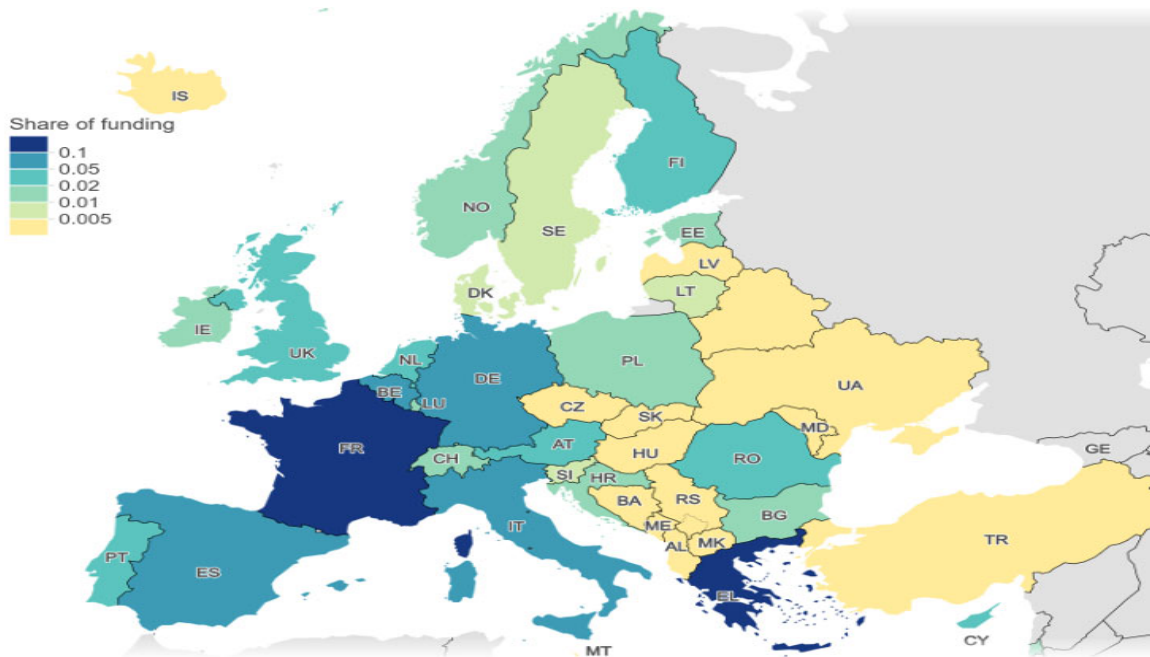 IS
Share of funding
0.1
0.05
0.02
0.01
0.005
NO
SE
FI
EE
LV
LT
DK
IE
UK
NL
BE
LU
DE
PL
CZ
SK
UA
MD
FR
CH
AT
HU
RO
SI
HR
BA
RS
ME
AL
MK
BG
GE
IT
PT
ES
EL
TR
CY
MT